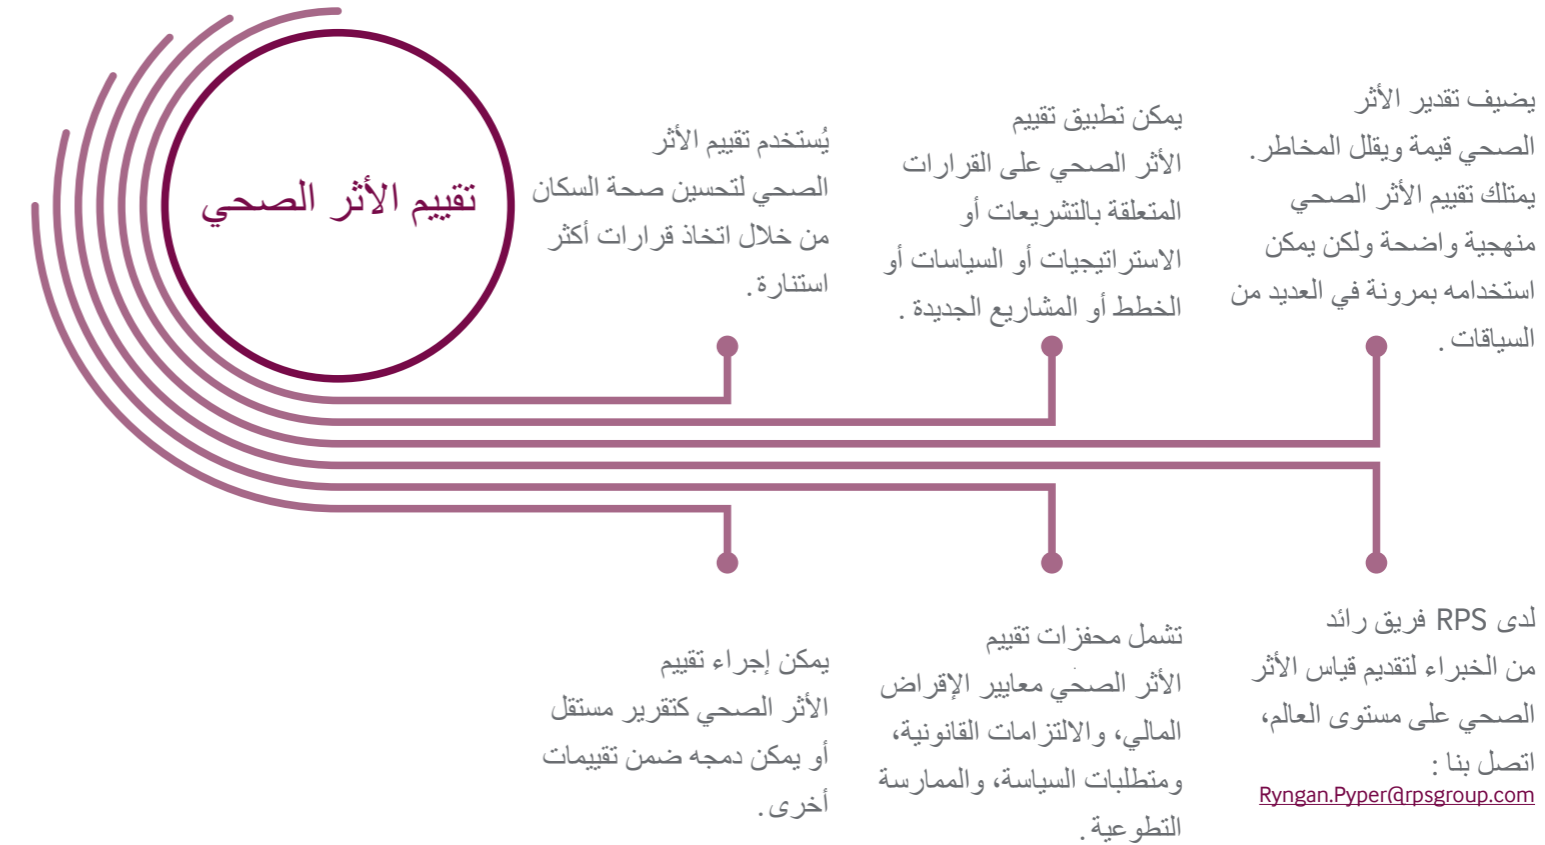 تقييم الأثر الصحي
يُستخدم تقييم الأثر
الصحي لتحسين صحة السكان
من خلال اتخاذ قرارات أكثر
استنارة.
يمكن تطبيق تقييم
الأثر الصحي على القرارات
المتعلقة بالتشريعات أو
الاستراتيجيات أو السياسات أو
الخطط أو المشاريع الجديدة .
يضيف تقدير الأثر
الصحي قيمة ويقلل المخاطر.
يمتلك تقييم الأثر الصحي
منهجية واضحة ولكن يمكن
استخدامه بمرونة في العديد من
السياقات .
يمكن إجراء تقييم
الأثر الصحي كتقرير مستقل
أو يمكن دمجه ضمن تقييمات
أخرى.
تشمل محفزات تقييم
الأثر الصحي معايير الإقراض
المالي، والالتزامات القانونية،
ومتطلبات السياسة، والممارسة
التطوعية .
لدى RPS فريق رائد
من الخبراء لتقديم قياس الأثر
الصحي على مستوى العالم،
اتصل بنا :
Ryngan.Pyper@rpsgroup.com